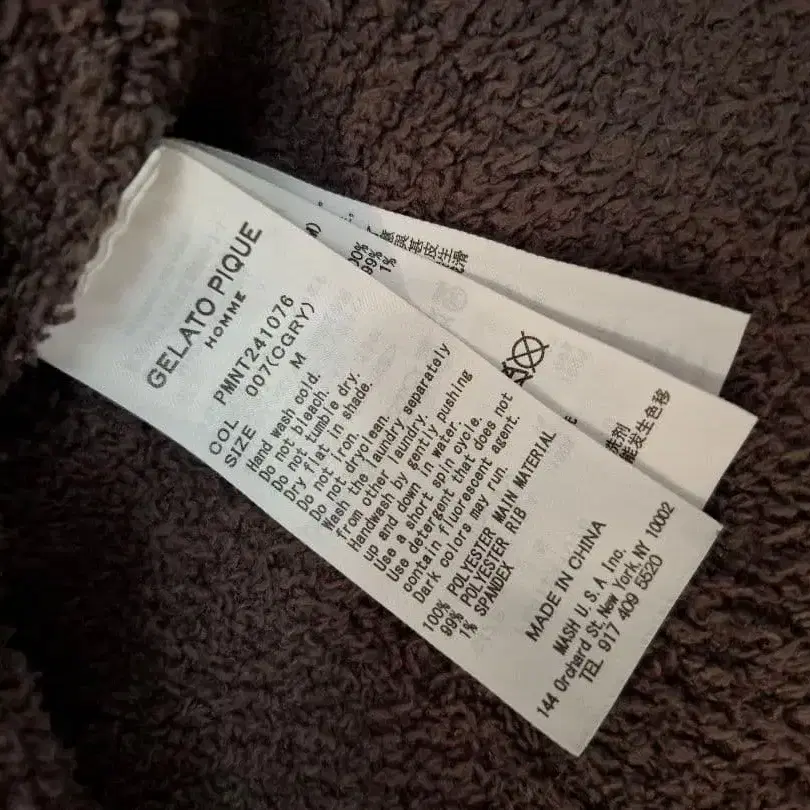 GELATO PIQUE
HOMME
PMNT241076
COL 007(CGRY)
SIZE M
Hand wash cold.
Do not bleach.
Do not tumble dry.
Dry flat in shade.
Do not iron.
Do not dryclean.
Wash the laundry separately
from other laundry.
Handwash by gently pushing
up and down in water.
Use a short spin cycle.
Use detergent that does not
contain fluorescent agent.
Dark colors may run.
100% POLYESTER MAIN MATERIAL
99% POLYESTER RIB
1% SPANDEX
MADE IN CHINA
MASH U.S.A Inc.
144 Orchard St, New York, NY 10002
TEL 917 409 5520
99%
1%